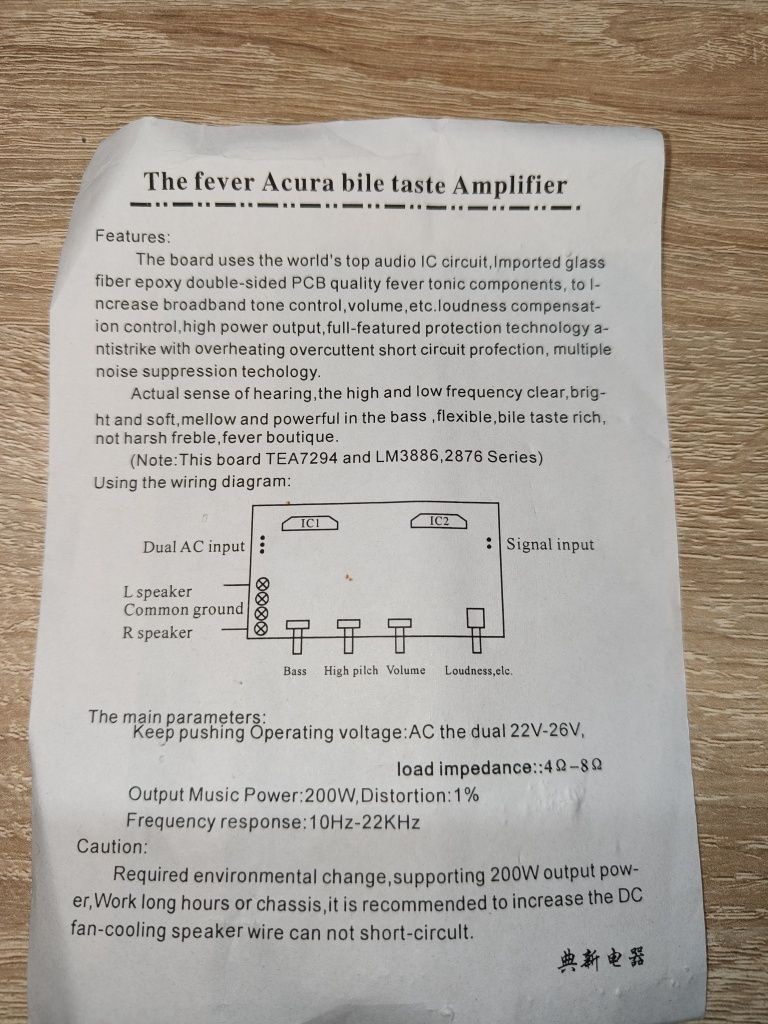 The fever Acura bile taste Amplifier
Features:
The board uses the world's top audio IC circuit,Imported glass
fiber epoxy double-sided PCB quality fever tonic components, to I-
ncrease broadband tone control,volume,etc.loudness compensat-
ion control,high power output,full-featured protection technology a-
ntistrike with overheating overcuttent short circuit profection, multiple
noise suppression techology.
Actual sense of hearing,the high and low frequency clear,brig-
ht and soft,mellow and powerful in the bass ,flexible,bile taste rich,
not harsh freble,fever boutique.
(Note:This board TEA7294 and LM3886,2876 Series)
Using the wiring diagram:
IC1
IC2
Dual AC input
Signal input
L speaker
Common ground
R speaker
Bass
High pilch
Volume
Loudness,etc.
The main parameters:
Keep pushing Operating voltage:AC the dual 22V-26V,
load impedance::4Ω-8Ω
Output Music Power:200W,Distortion:1%
Frequency response:10Hz-22KHz
Caution:
Required environmental change,supporting 200W output pow-
er,Work long hours or chassis,it is recommended to increase the DC
fan-cooling speaker wire can not short-circult.
典新电器